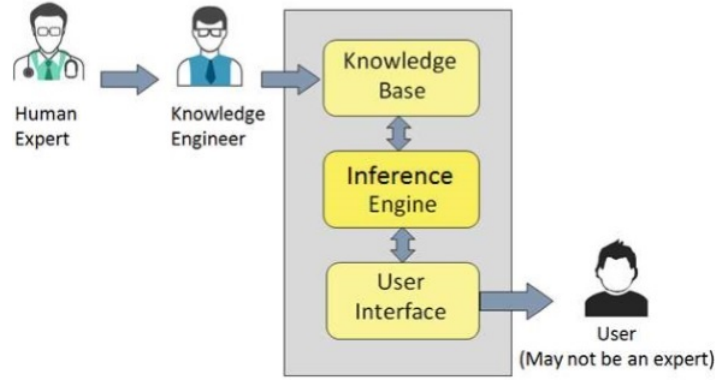 Human
Expert
Knowledge
Engineer
Knowledge
Base
Inference
Engine
User
Interface
User
(May not be an expert)